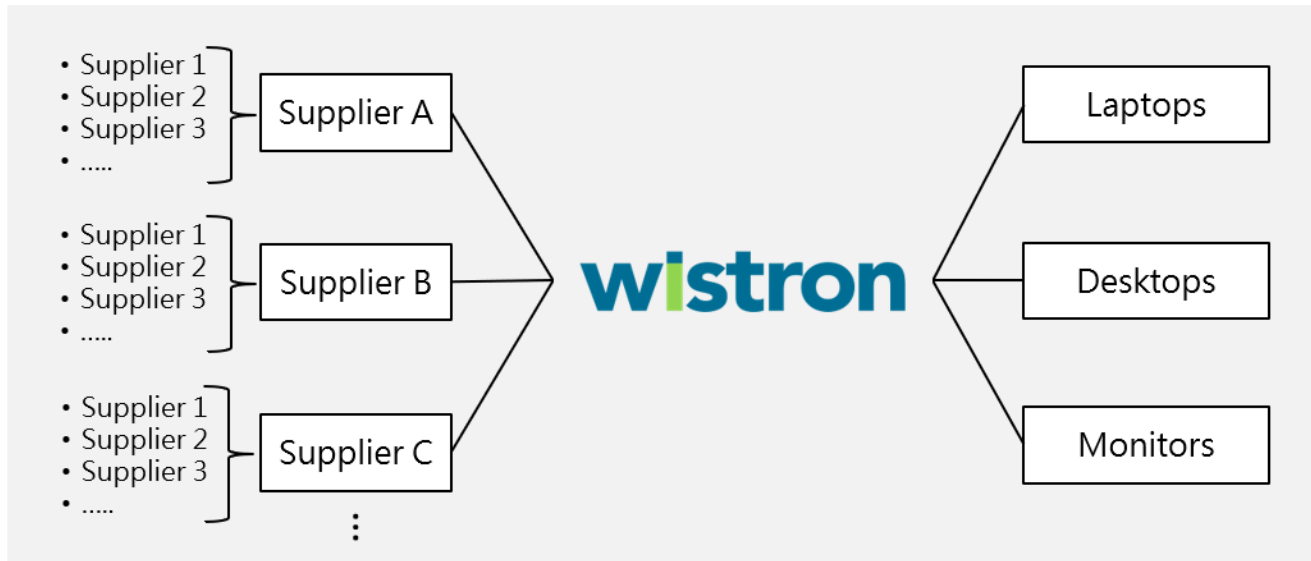 • Supplier 1
• Supplier 2
• Supplier 3
• .....
Supplier A
• Supplier 1
• Supplier 2
• Supplier 3
• .....
Supplier B
• Supplier 1
• Supplier 2
• Supplier 3
• .....
Supplier C
⋮
wistron
Laptops
Desktops
Monitors